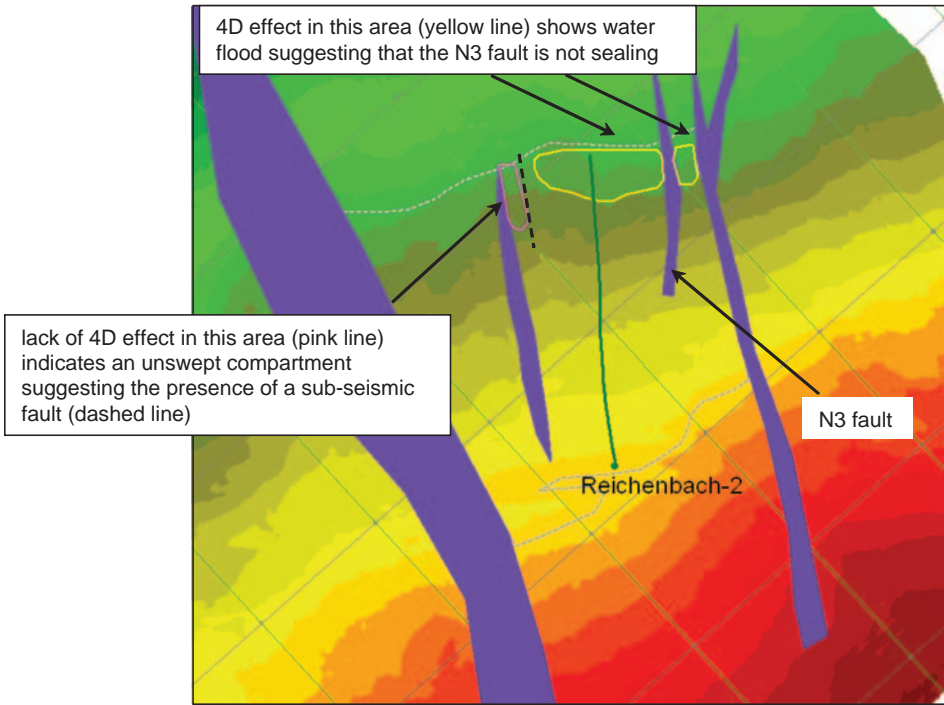 4D effect in this area (yellow line) shows water
flood suggesting that the N3 fault is not sealing
lack of 4D effect in this area (pink line)
indicates an unswept compartment
suggesting the presence of a sub-seismic
fault (dashed line)
N3 fault
Reichenbach-2